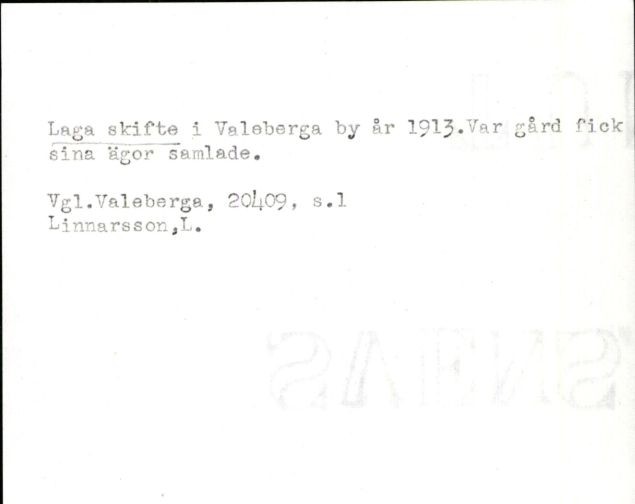 Laga skifte i Valeberga by år 1913.Var gård fick
sina ägor samlade.
Vgl.Valeberga, 20409, s.1
Linnarsson,L.